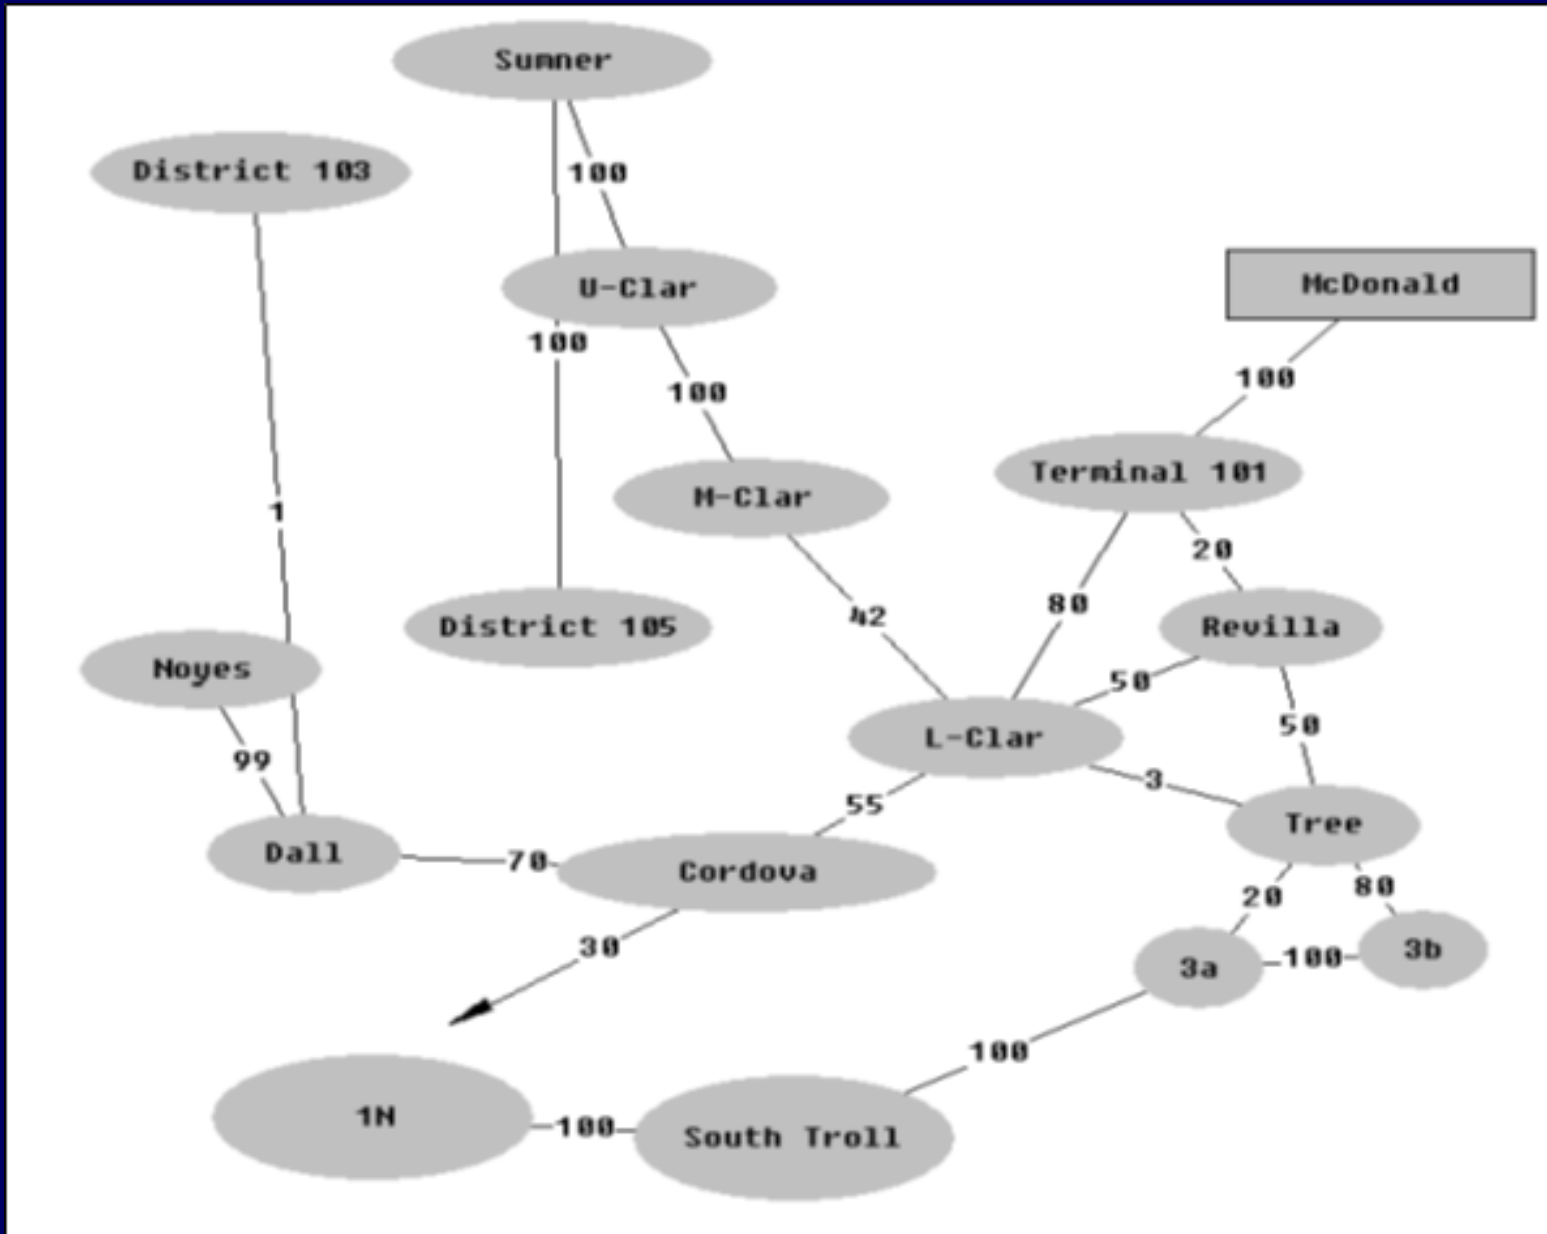 Sumner
District 103
100
U-Clar
McDonald
100
100
100
Terminal 101
M-Clar
1
20
80
42
District 105
Revilla
Noyes
50
50
L-Clar
99
3
55
Tree
Dall
70
Cordova
20
80
30
3a
100
3b
100
1N
100
South Troll